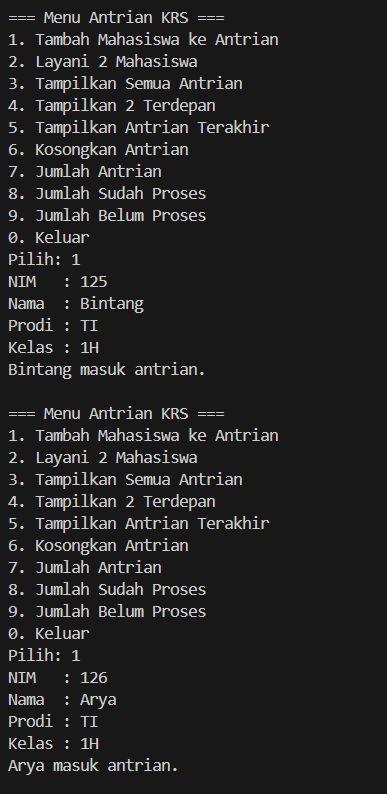 === Menu Antrian KRS ===
1. Tambah Mahasiswa ke Antrian
2. Layani 2 Mahasiswa
3. Tampilkan Semua Antrian
4. Tampilkan 2 Terdepan
5. Tampilkan Antrian Terakhir
6. Kosongkan Antrian
7. Jumlah Antrian
8. Jumlah Sudah Proses
9. Jumlah Belum Proses
0. Keluar
Pilih: 1
NIM   : 125
Nama  : Bintang
Prodi : TI
Kelas : 1H
Bintang masuk antrian.

=== Menu Antrian KRS ===
1. Tambah Mahasiswa ke Antrian
2. Layani 2 Mahasiswa
3. Tampilkan Semua Antrian
4. Tampilkan 2 Terdepan
5. Tampilkan Antrian Terakhir
6. Kosongkan Antrian
7. Jumlah Antrian
8. Jumlah Sudah Proses
9. Jumlah Belum Proses
0. Keluar
Pilih: 1
NIM   : 126
Nama  : Arya
Prodi : TI
Kelas : 1H
Arya masuk antrian.